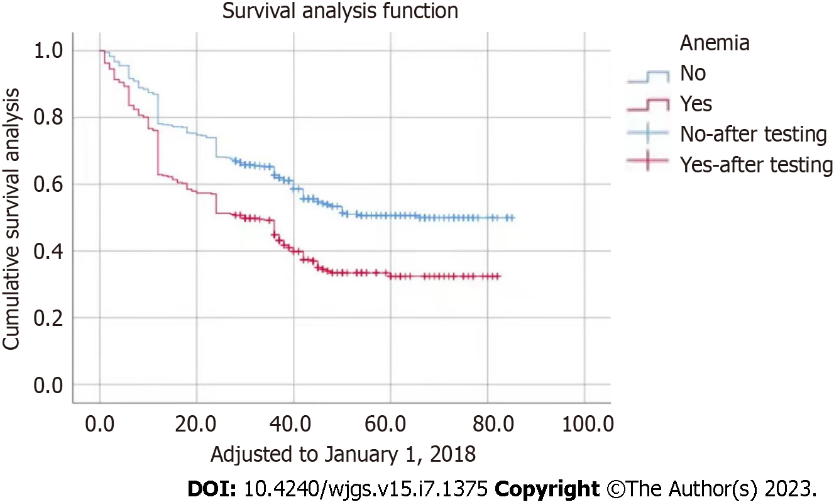 Survival analysis function
Cumulative survival analysis
1.0
0.8
0.6
0.4
0.2
0.0
0.0 20.0 40.0 60.0 80.0 100.0
Adjusted to January 1, 2018
Anemia
No
Yes
No-after testing
Yes-after testing
DOI: 10.4240/wjgs.v15.i7.1375 Copyright ©The Author(s) 2023.